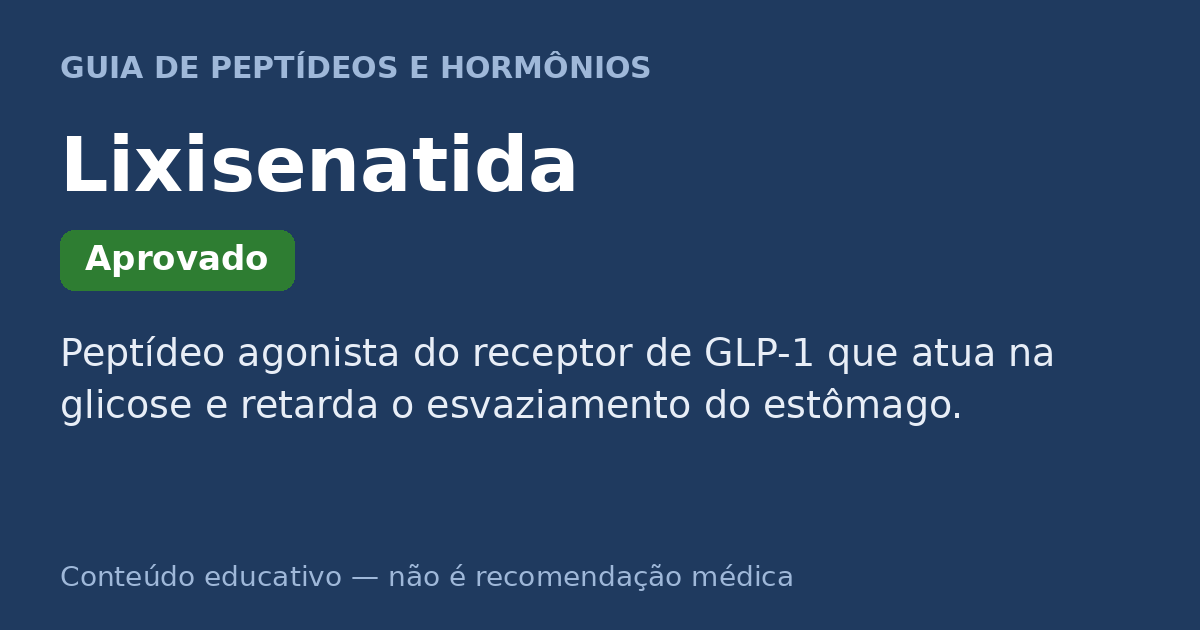 GUIA DE PEPTÍDEOS E HORMÔNIOS
Lixisenatida
Aprovado
Peptídeo agonista do receptor de GLP-1 que atua na
glicose e retarda o esvaziamento do estômago.
Conteúdo educativo — não é recomendação médica